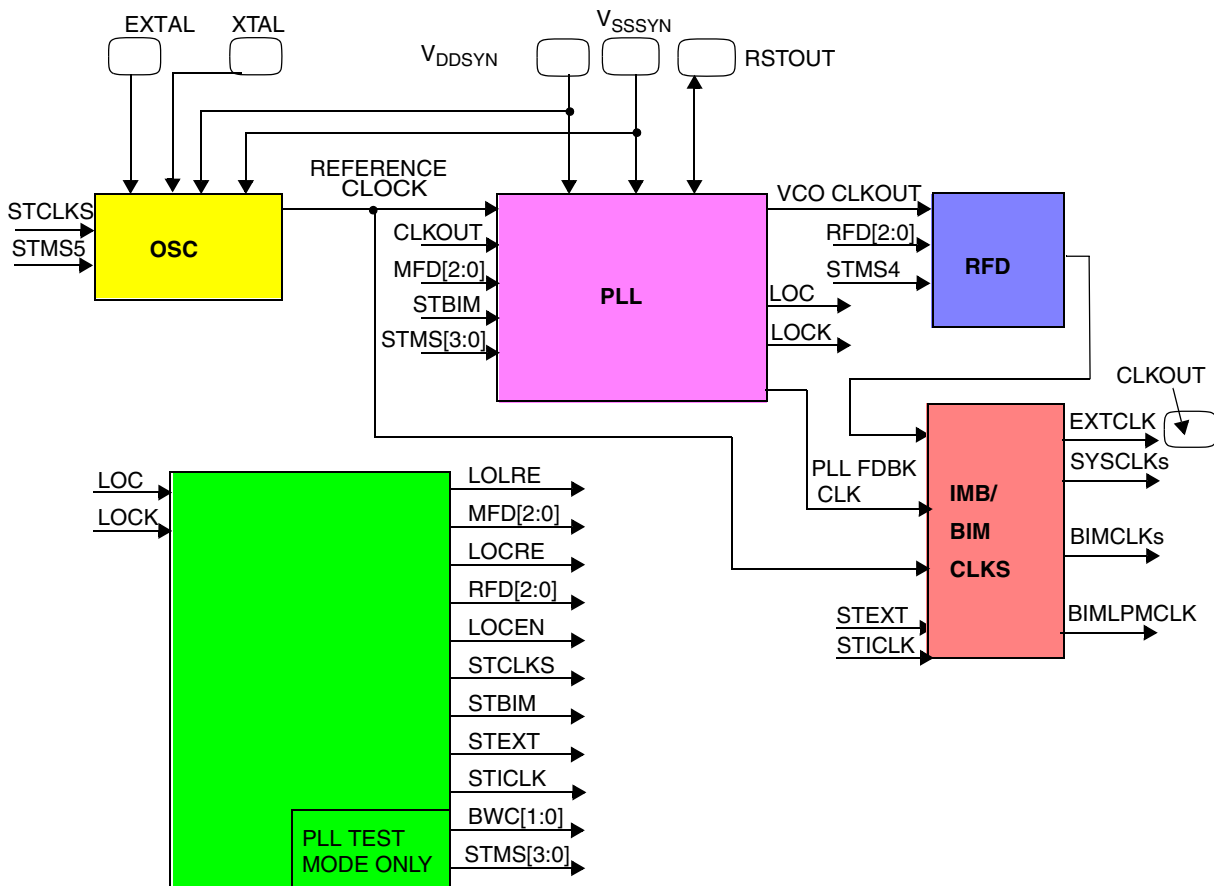 EXTAL
XTAL
VSSSYN
VDDSYN
RSTOUT
REFERENCE
CLOCK
STCLKS
STMS5
OSC
CLKOUT
MFD[2:0]
STBIM
STMS[3:0]
PLL
VCO CLKOUT
RFD[2:0]
STMS4
LOC
LOCK
RFD
CLKOUT
EXTCLK
SYSCLKs
BIMCLKs
BIMLPMCLK
PLL FDBK
CLK
IMB/
BIM
CLKS
STEXT
STICLK
LOC
LOCK
LOLRE
MFD[2:0]
LOCRE
RFD[2:0]
LOCEN
STCLKS
STBIM
STEXT
STICLK
BWC[1:0]
STMS[3:0]
PLL TEST
MODE ONLY